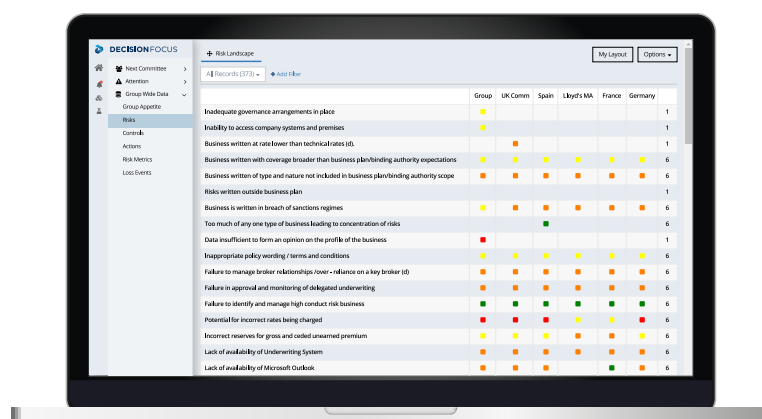 DECISIONFOCUS
Next Committee
Attention
Group Wide Data
Group Appetite
Risks
Controls
Actions
Risk Metrics
Loss Events
Risk Landscape
My Layout
Options
All Records (373)
Add Filter
Group UK Comm Spain Lloyd's MA France Germany
Inadequate governance arrangements in place 1
Inability to access company systems and premises 1
Business written at rate lower than technical rates (d). 1
Business written with coverage broader than business plan/binding authority expectations 6
Business written of type and nature not included in business plan/binding authority scope 6
Risks written outside business plan 1
Business is written in breach of sanctions regimes 6
Too much of any one type of business leading to concentration of risks 6
Data insufficient to form an opinion on the profile of the business 1
Inappropriate policy wording / terms and conditions 6
Failure to manage broker relationships /over - reliance on a key broker (d) 6
Failure in approval and monitoring of delegated underwriting 6
Failure to identify and manage high conduct risk business 6
Potential for incorrect rates being charged 6
Incorrect reserves for gross and ceded unearned premium 6
Lack of availability of Underwriting System 6
Lack of availability of Microsoft Outlook 6